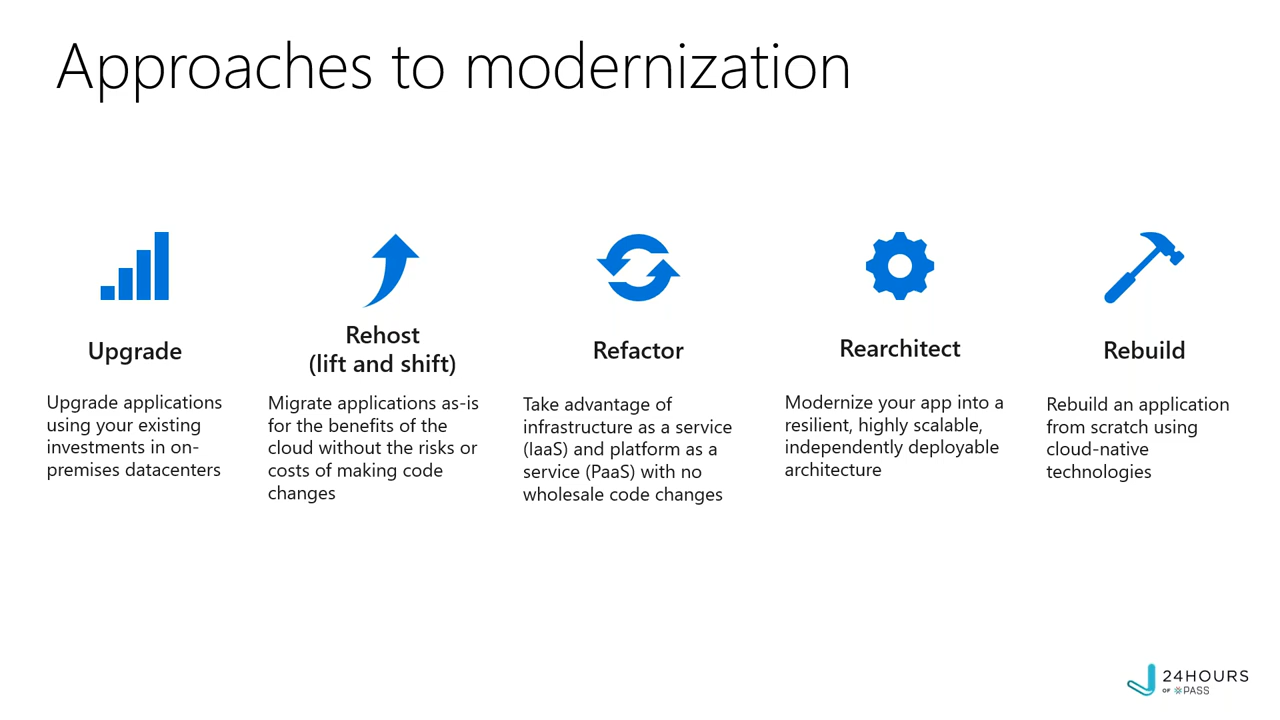 Approaches to modernization
Upgrade
Upgrade applications
using your existing
investments in on-
premises datacenters
Rehost
(lift and shift)
Migrate applications as-is
for the benefits of the
cloud without the risks or
costs of making code
changes
Refactor
Take advantage of
infrastructure as a service
(IaaS) and platform as a
service (PaaS) with no
wholesale code changes
Rearchitect
Modernize your app into a
resilient, highly scalable,
independently deployable
architecture
Rebuild
Rebuild an application
from scratch using
cloud-native
technologies
24HOURS
OF PASS